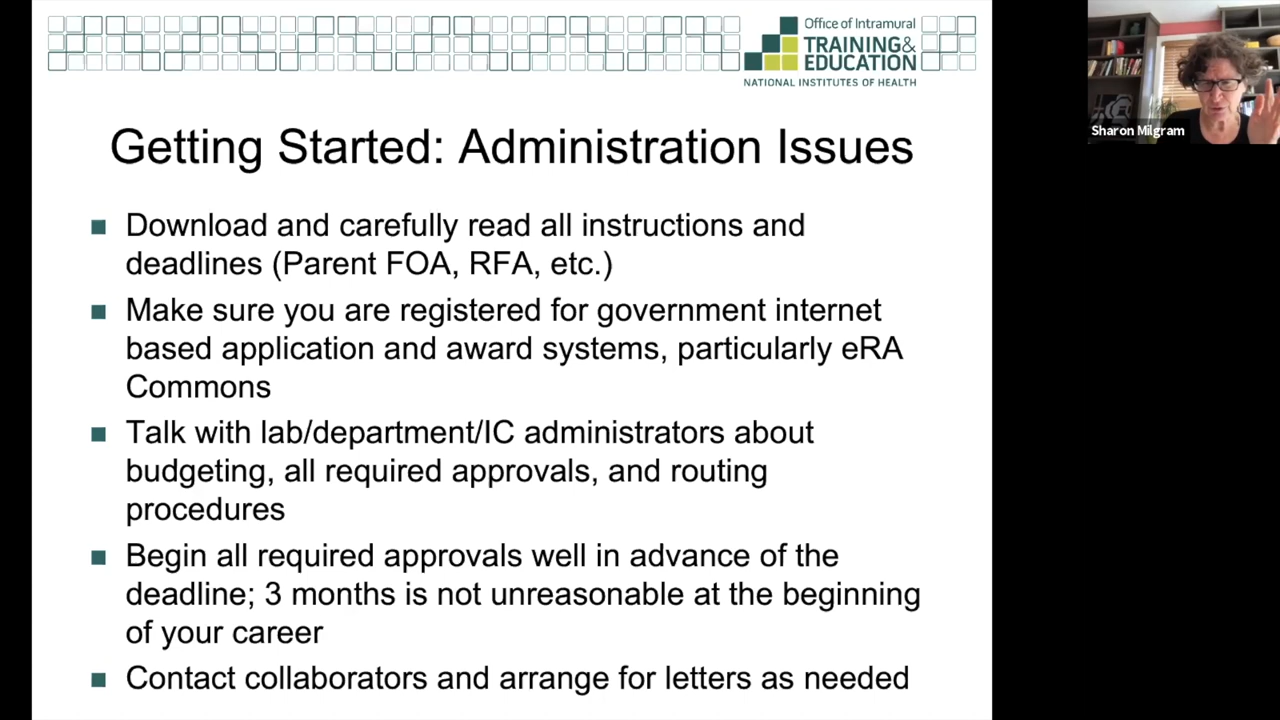 Office of Intramural
TRAINING&
EDUCATION
NATIONAL INSTITUTES OF HEALTH
Sharon Milgram
Getting Started: Administration Issues
Download and carefully read all instructions and
deadlines (Parent FOA, RFA, etc.)
Make sure you are registered for government internet
based application and award systems, particularly eRA
Commons
Talk with lab/department/IC administrators about
budgeting, all required approvals, and routing
procedures
Begin all required approvals well in advance of the
deadline; 3 months is not unreasonable at the beginning
of your career
Contact collaborators and arrange for letters as needed